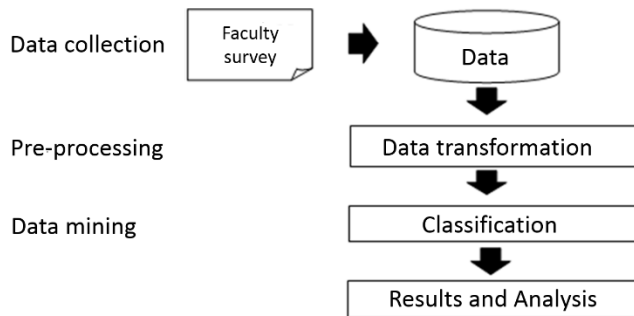 Data collection
Faculty
survey
Data
Pre-processing
Data transformation
Data mining
Classification
Results and Analysis